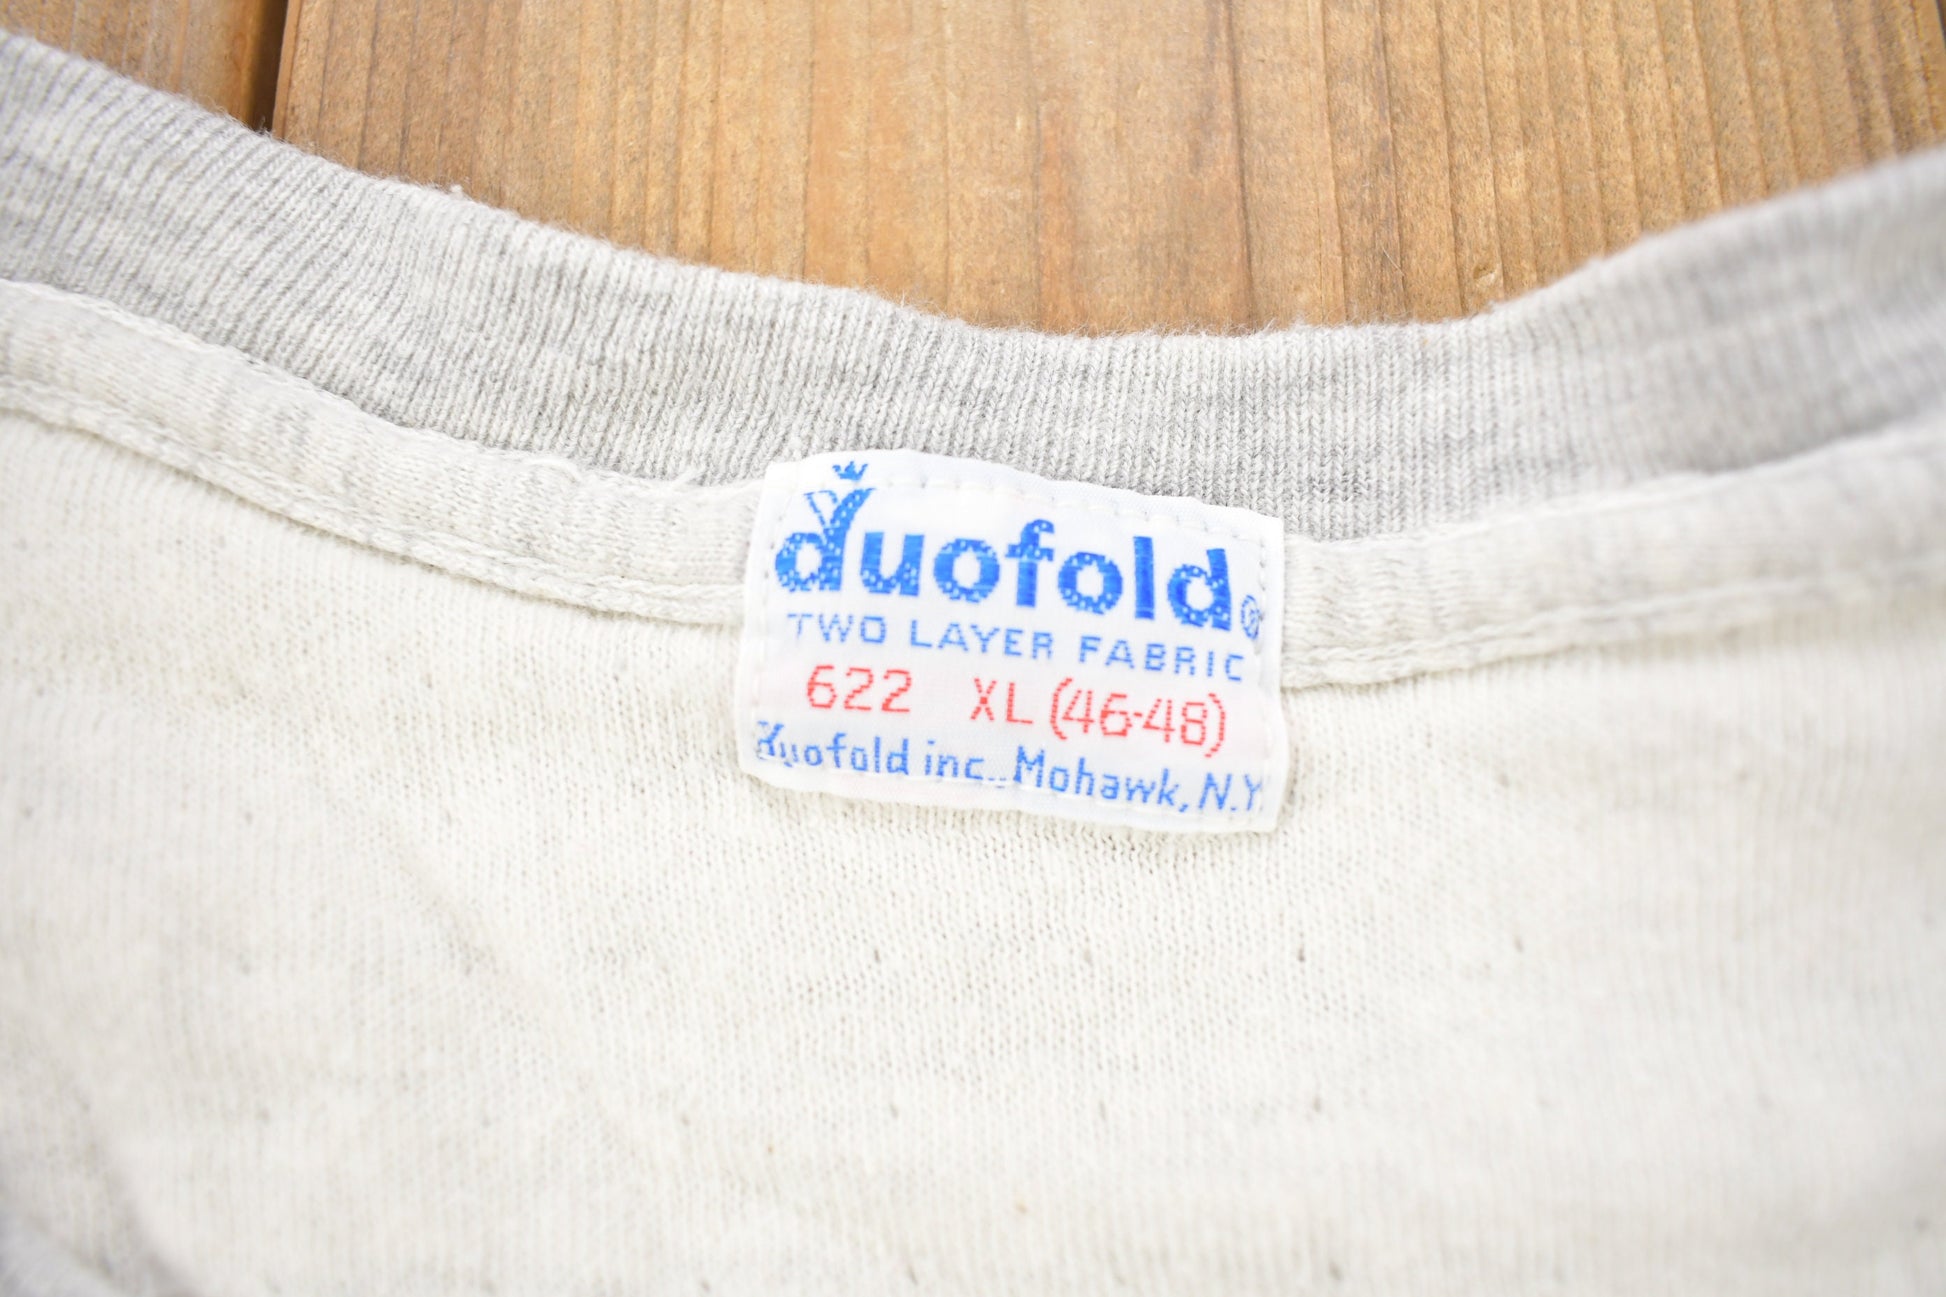 duofold®
TWO LAYER FABRIC
622 XL (46-48)
duofold inc., Mohawk, N.Y.